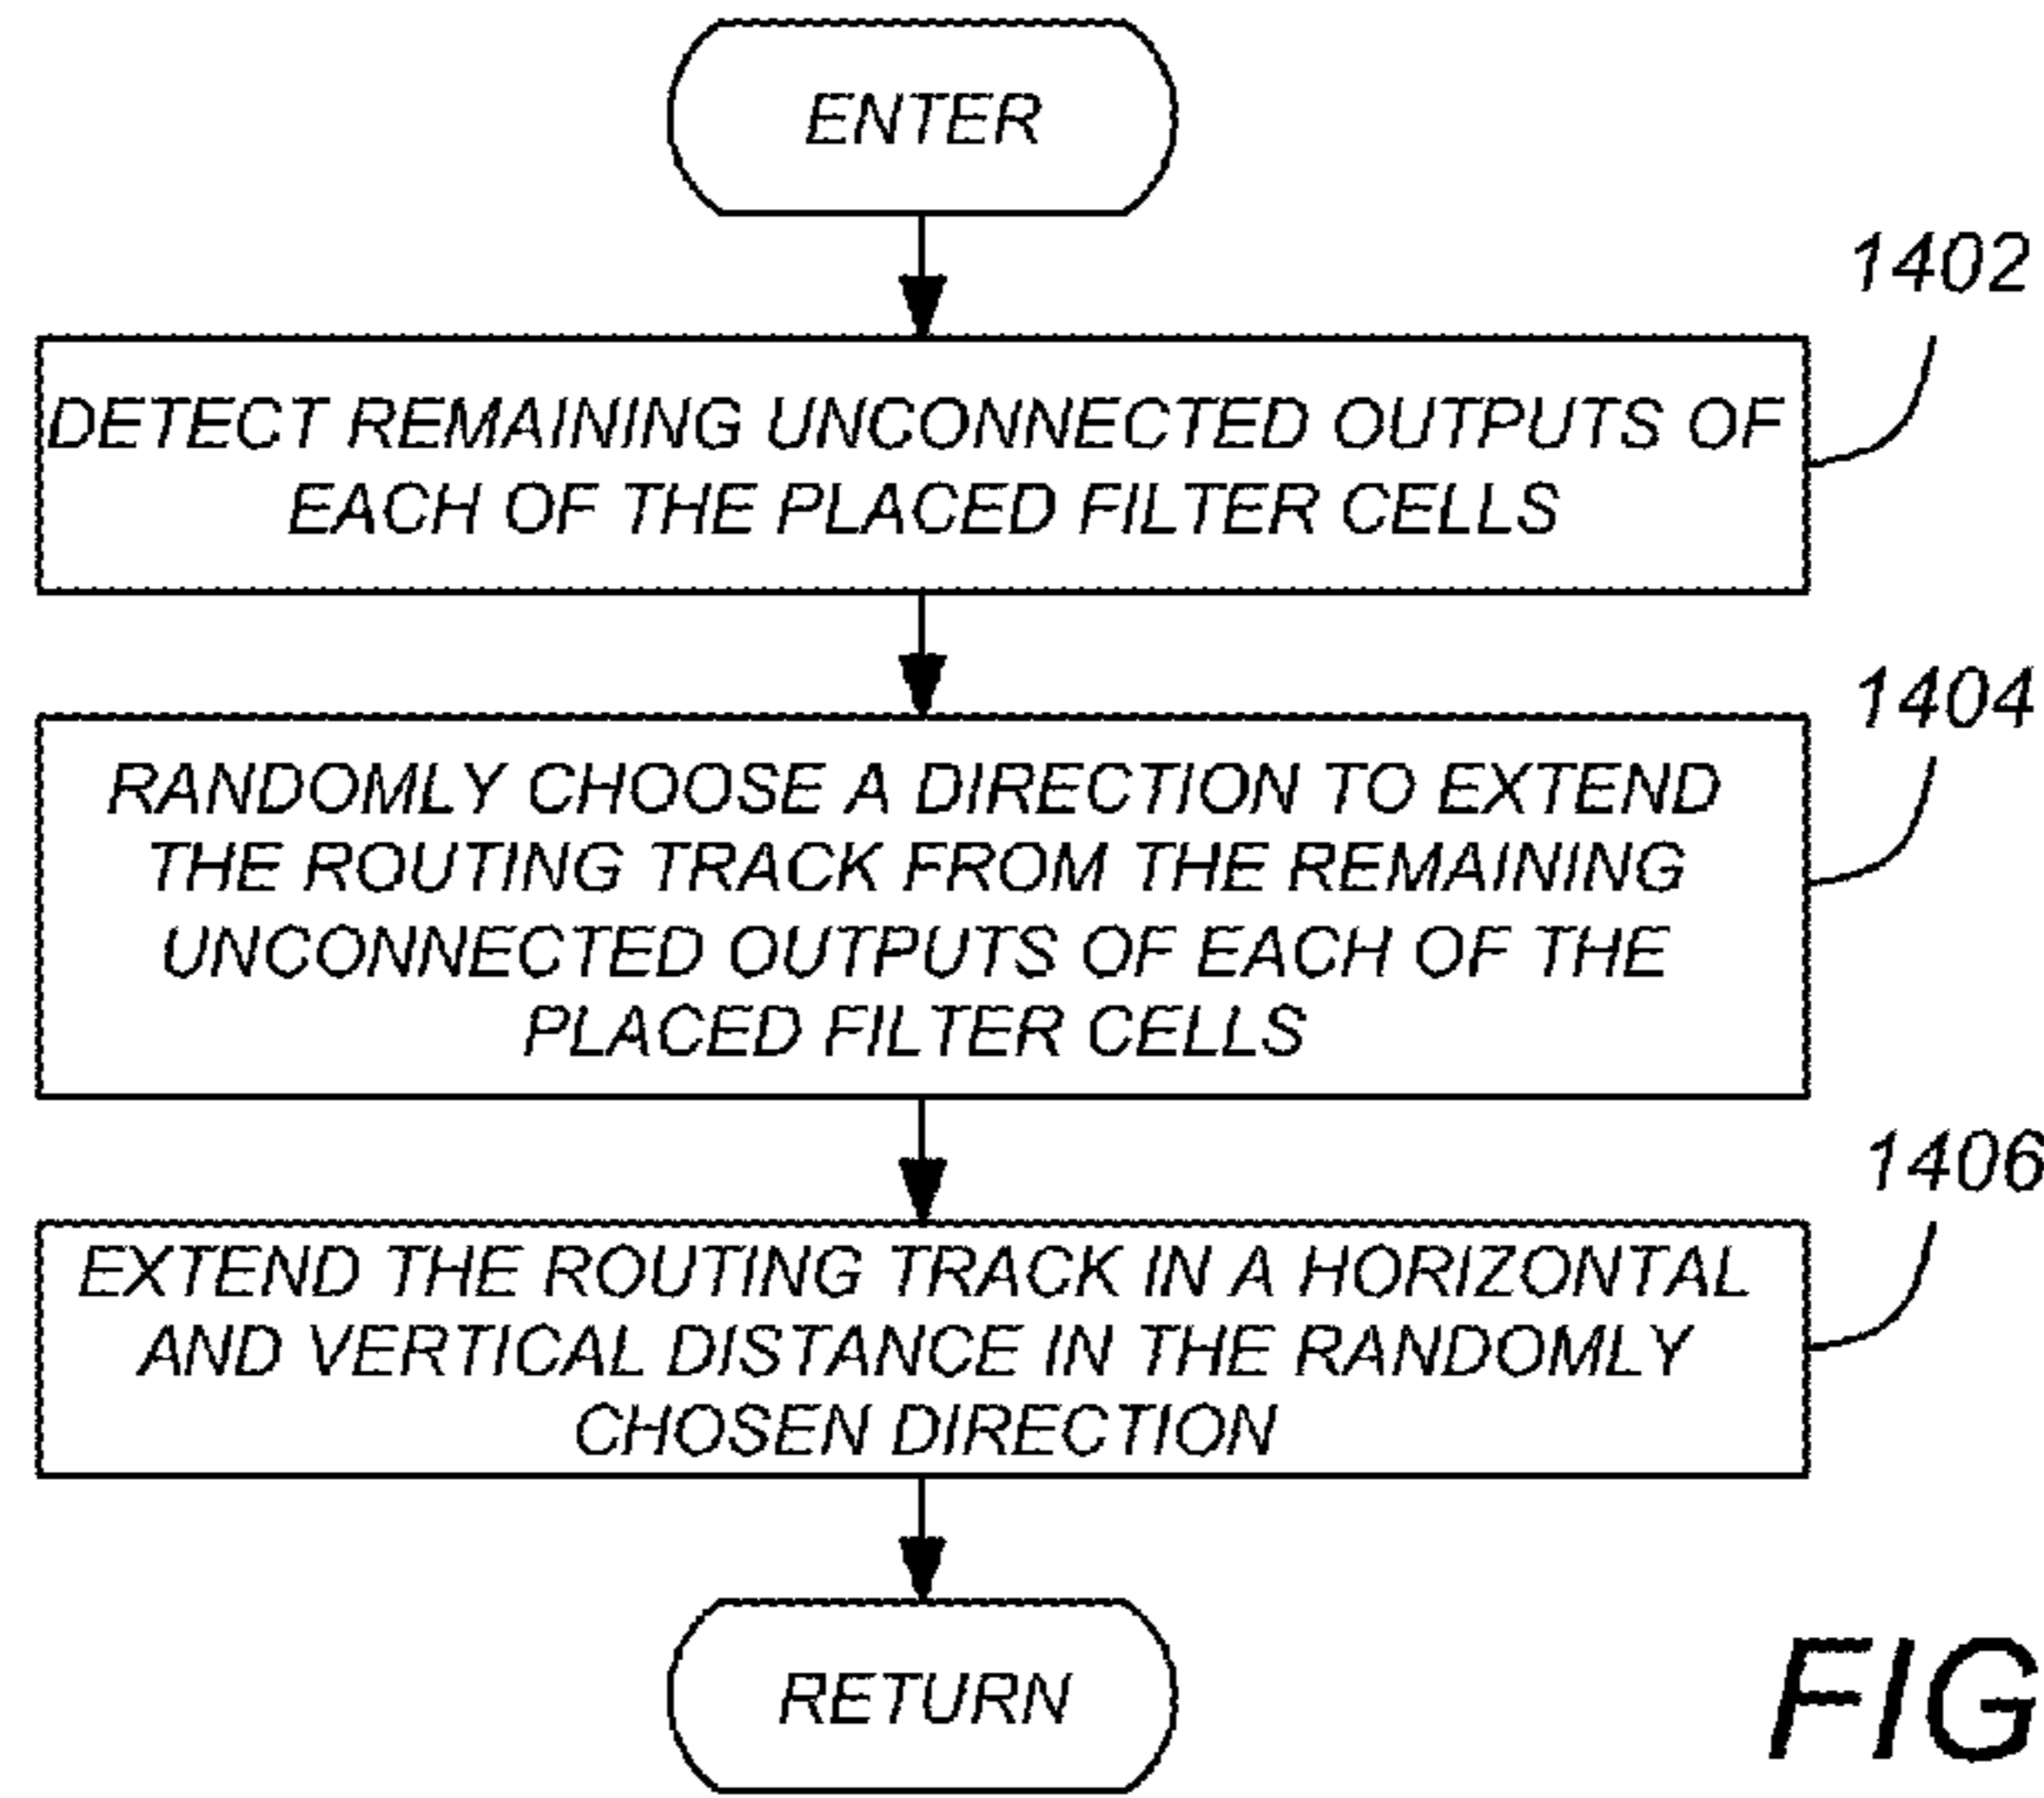 ENTER
1402
DETECT REMAINING UNCONNECTED OUTPUTS OF
EACH OF THE PLACED FILTER CELLS
1404
RANDOMLY CHOOSE A DIRECTION TO EXTEND
THE ROUTING TRACK FROM THE REMAINING
UNCONNECTED OUTPUTS OF EACH OF THE
PLACED FILTER CELLS
1406
EXTEND THE ROUTING TRACK IN A HORIZONTAL
AND VERTICAL DISTANCE IN THE RANDOMLY
CHOSEN DIRECTION
RETURN
FIG